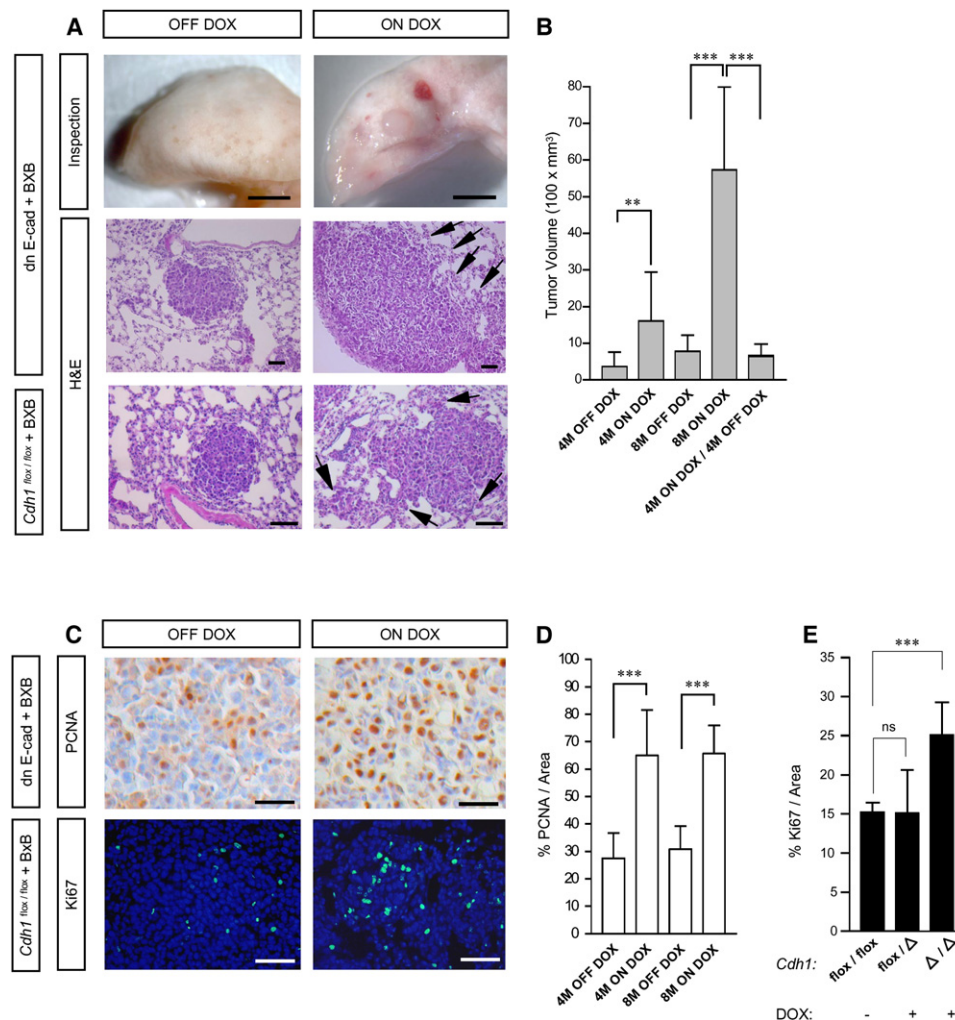 A
OFF DOX
ON DOX
dn E-cad + BXB
Inspection
H&E
Cdh1 flox / flox + BXB
B
Tumor Volume (100 x mm³)
80
70
60
50
40
30
20
10
0
**
***
***
4M OFF DOX
4M ON DOX
8M OFF DOX
8M ON DOX
4M ON DOX / 4M OFF DOX
C
OFF DOX
ON DOX
dn E-cad + BXB
PCNA
Cdh1 flox / flox + BxB
Ki67
D
% PCNA / Area
100
90
80
70
60
50
40
30
20
10
0
***
***
4M OFF DOX
4M ON DOX
8M OFF DOX
8M ON DOX
E
% Ki67 / Area
35
30
25
20
15
10
5
0
***
ns
Cdh1:
flox / flox
flox / Δ
Δ / Δ
DOX: - + +